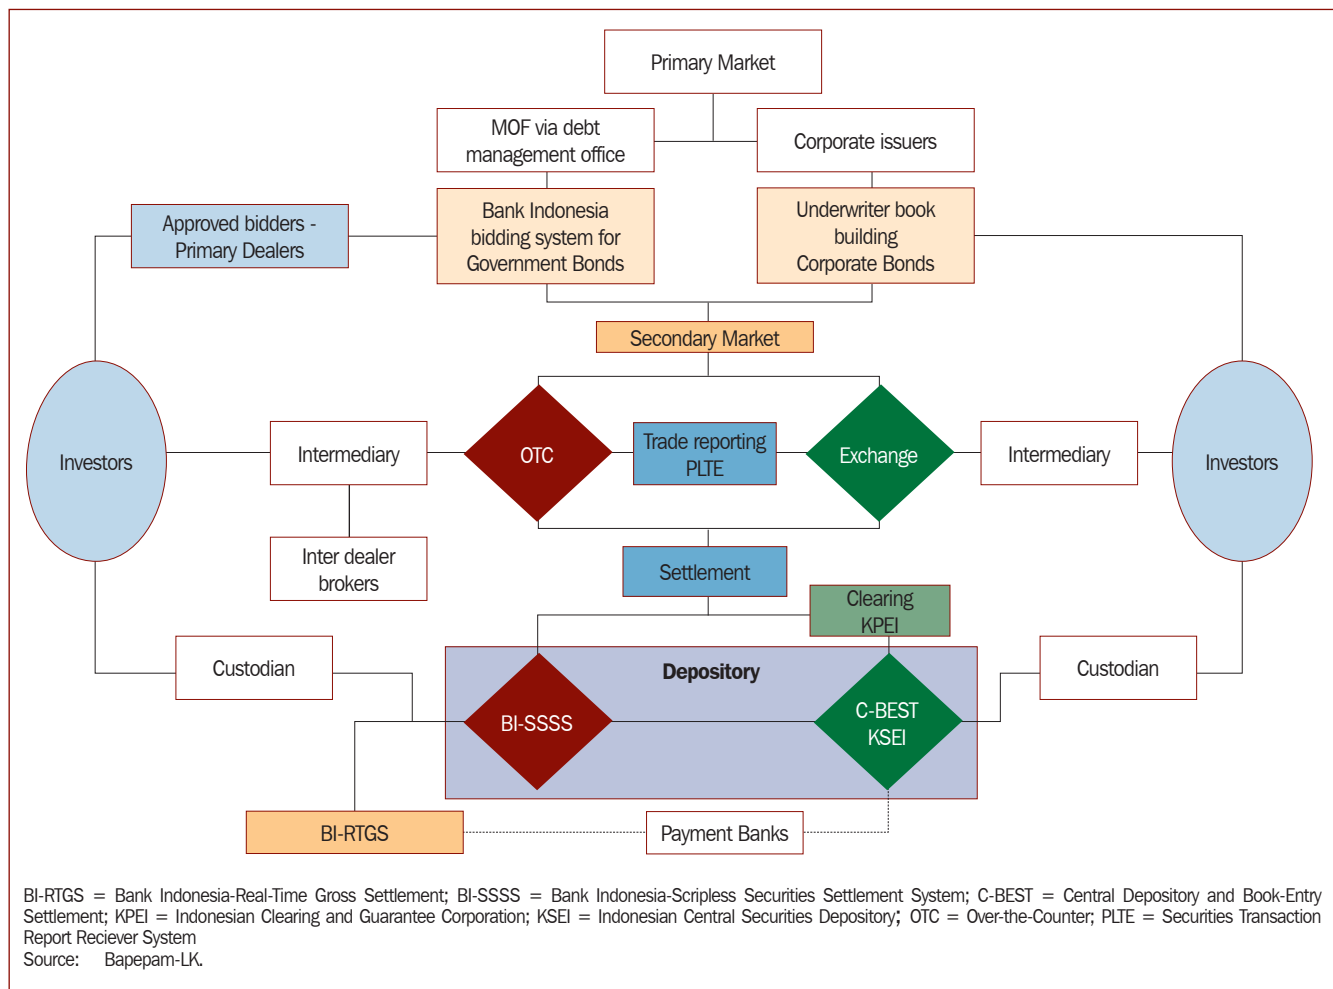 Primary Market
MOF via debt
management office
Corporate issuers
Approved bidders -
Primary Dealers
Bank Indonesia
bidding system for
Government Bonds
Underwriter book
building
Corporate Bonds
Secondary Market
Investors
Intermediary
OTC
Trade reporting
PLTE
Exchange
Intermediary
Investors
Inter dealer
brokers
Settlement
Clearing
KPEI
Custodian
Depository
Custodian
BI-SSSS
C-BEST
KSEI
BI-RTGS
Payment Banks
BI-RTGS = Bank Indonesia-Real-Time Gross Settlement; BI-SSSS = Bank Indonesia-Scripless Securities Settlement System; C-BEST = Central Depository and Book-Entry
Settlement; KPEI = Indonesian Clearing and Guarantee Corporation; KSEI = Indonesian Central Securities Depository; OTC = Over-the-Counter; PLTE = Securities Transaction
Report Reciever System
Source: Bapepam-LK.